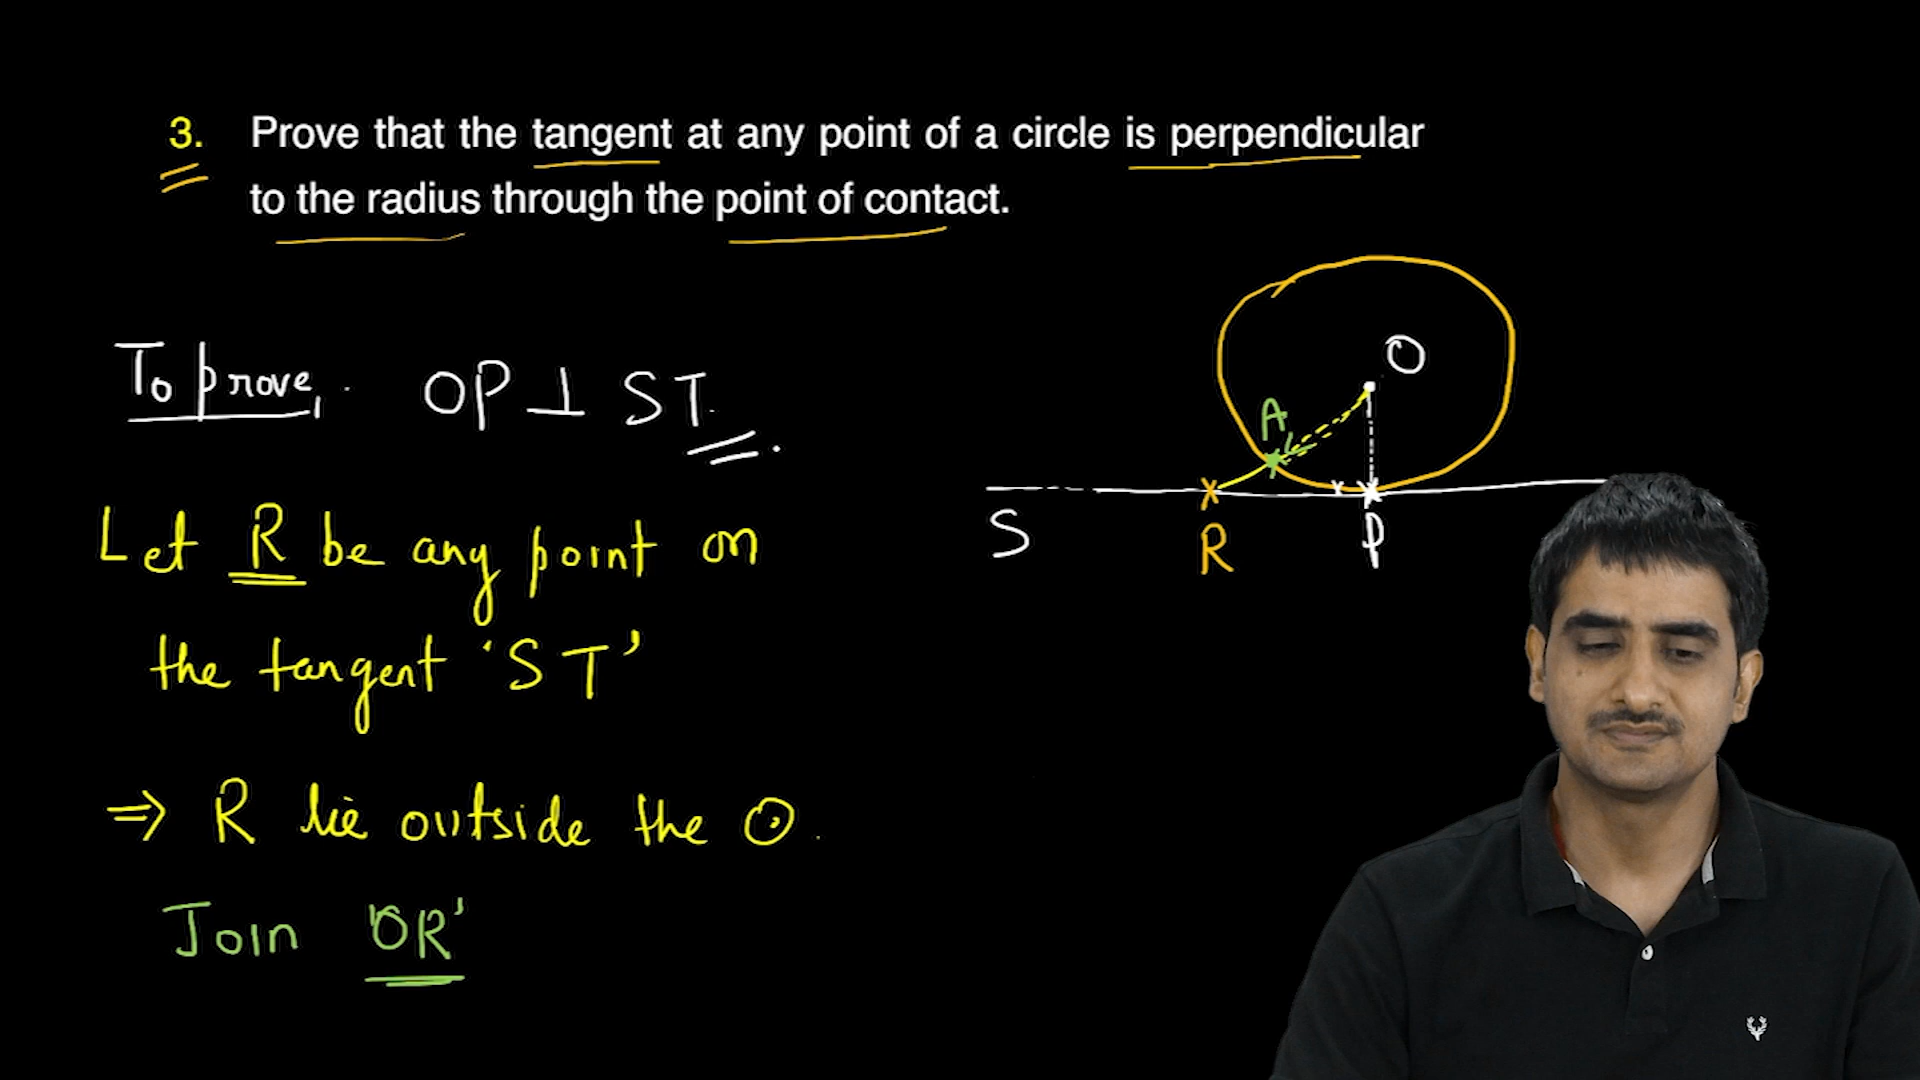 3. Prove that the tangent at any point of a circle is perpendicular
to the radius through the point of contact.
To prove, OP ⊥ ST.
Let R be any point on
the tangent 'ST'
⇒ R lie outside the ⊙.
Join 'OR'
O
A
S
R
P